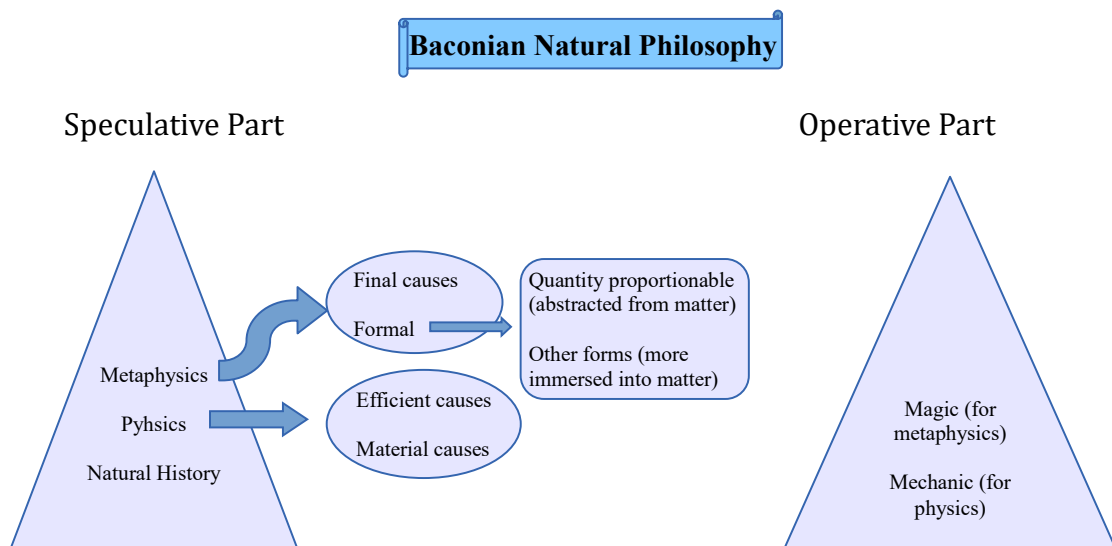 Baconian Natural Philosophy
Speculative Part
Operative Part
Final causes
Formal
Quantity proportionable
(abstracted from matter)
Other forms (more
immersed into matter)
Metaphysics
Pyhsics
Natural History
Efficient causes
Material causes
Magic (for
metaphysics)
Mechanic (for
physics)